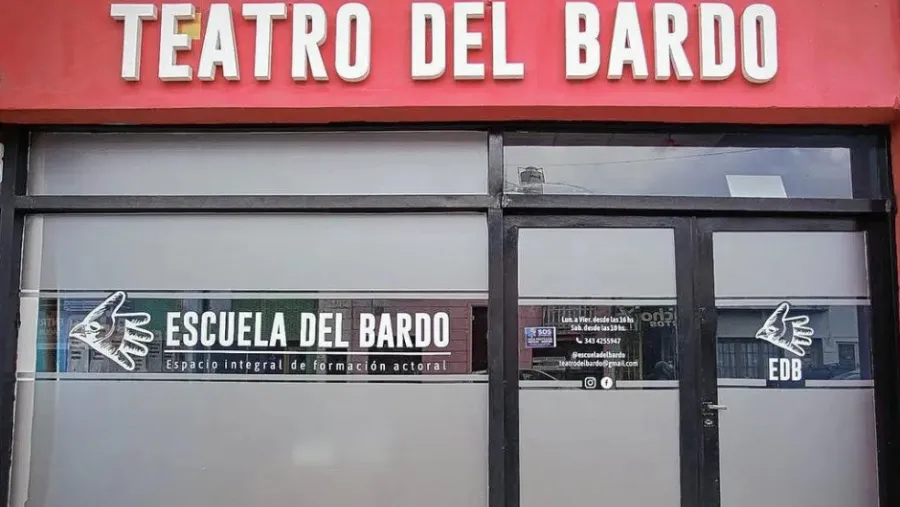 TEATRO DEL BARDO
ESCUELA DEL BARDO
Espacio integral de formación actoral
Lun. a Vier. desde las 16 hs
Sab. desde las 10 hs.
343 4255947
@escueladelbardo
teatrodelbardo@gmail.com
SOS
EDB